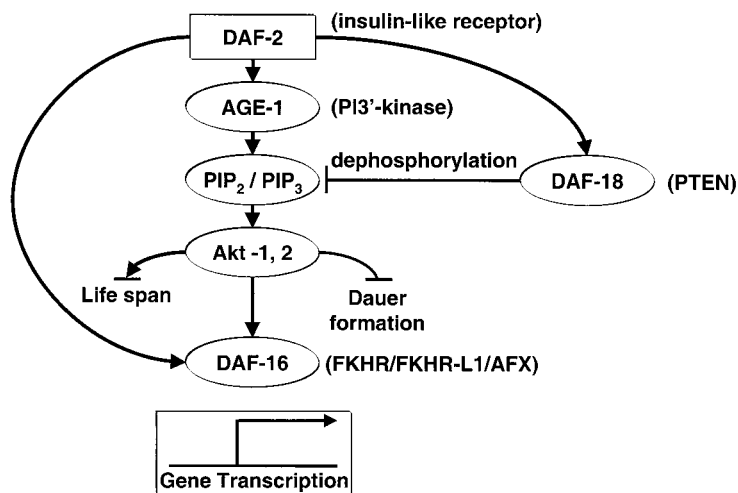 (insulin-like receptor)
DAF-2
AGE-1 (PI3'-kinase)
dephosphorylation
PIP₂ / PIP₃
DAF-18 (PTEN)
Akt -1, 2
Life span
Dauer
formation
DAF-16 (FKHR/FKHR-L1/AFX)
Gene Transcription